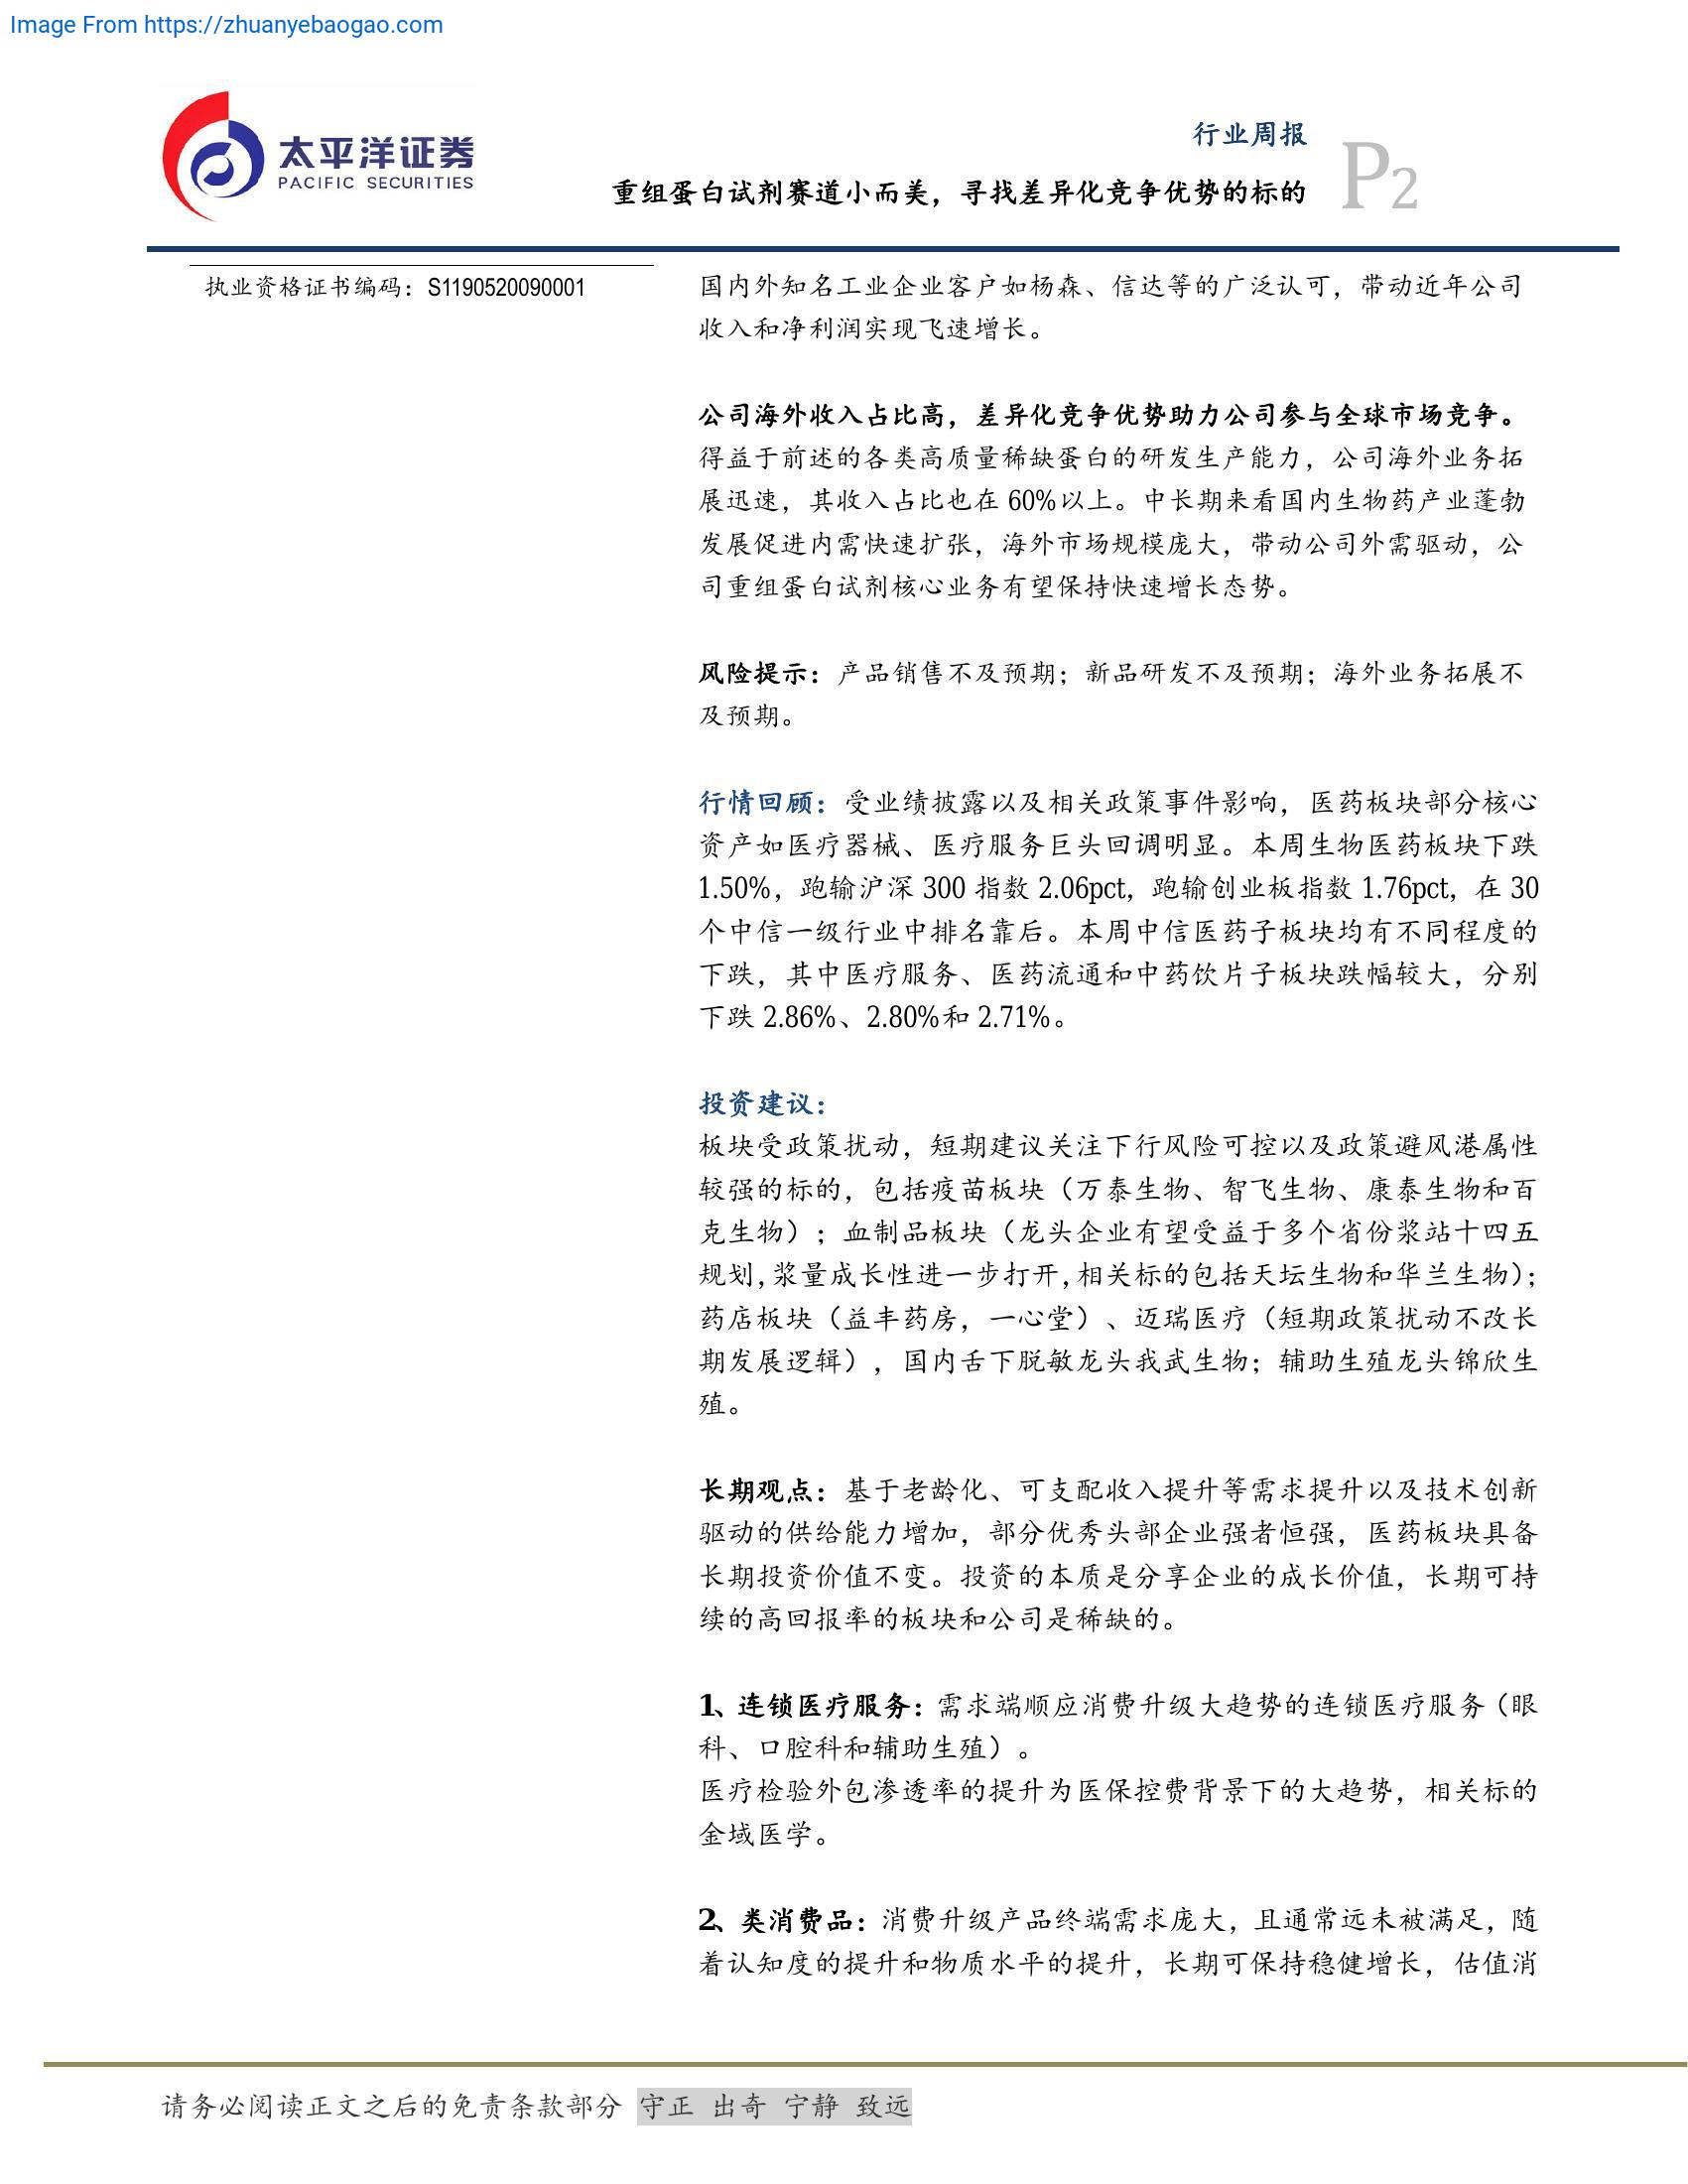 Image From https://zhuanyebaogao.com
太平洋证券
PACIFIC SECURITIES
行业周报
重组蛋白试剂赛道小而美，寻找差异化竞争优势的标的
P2
执业资格证书编码：S1190520090001
国内外知名工业企业客户如杨森、信达等的广泛认可，带动近年公司
收入和净利润实现飞速增长。
公司海外收入占比高，差异化竞争优势助力公司参与全球市场竞争。
得益于前述的各类高质量稀缺蛋白的研发生产能力，公司海外业务拓
展迅速，其收入占比也在 60%以上。中长期来看国内生物药产业蓬勃
发展促进内需快速扩张，海外市场规模庞大，带动公司外需驱动，公
司重组蛋白试剂核心业务有望保持快速增长态势。
风险提示：产品销售不及预期；新品研发不及预期；海外业务拓展不
及预期。
行情回顾：受业绩披露以及相关政策事件影响，医药板块部分核心
资产如医疗器械、医疗服务巨头回调明显。本周生物医药板块下跌
1.50%，跑输沪深 300 指数 2.06pct，跑输创业板指数 1.76pct，在 30
个中信一级行业中排名靠后。本周中信医药子板块均有不同程度的
下跌，其中医疗服务、医药流通和中药饮片子板块跌幅较大，分别
下跌 2.86%、2.80%和 2.71%。
投资建议：
板块受政策扰动，短期建议关注下行风险可控以及政策避风港属性
较强的标的，包括疫苗板块（万泰生物、智飞生物、康泰生物和百
克生物）；血制品板块（龙头企业有望受益于多个省份浆站十四五
规划,浆量成长性进一步打开,相关标的包括天坛生物和华兰生物）；
药店板块（益丰药房，一心堂）、迈瑞医疗（短期政策扰动不改长
期发展逻辑），国内舌下脱敏龙头我武生物；辅助生殖龙头锦欣生
殖。
长期观点：基于老龄化、可支配收入提升等需求提升以及技术创新
驱动的供给能力增加，部分优秀头部企业强者恒强，医药板块具备
长期投资价值不变。投资的本质是分享企业的成长价值，长期可持
续的高回报率的板块和公司是稀缺的。
1、连锁医疗服务：需求端顺应消费升级大趋势的连锁医疗服务（眼
科、口腔科和辅助生殖）。
医疗检验外包渗透率的提升为医保控费背景下的大趋势，相关标的
金域医学。
2、类消费品：消费升级产品终端需求庞大，且通常远未被满足，随
着认知度的提升和物质水平的提升，长期可保持稳健增长，估值消
请务必阅读正文之后的免责条款部分 守正 出奇 宁静 致远